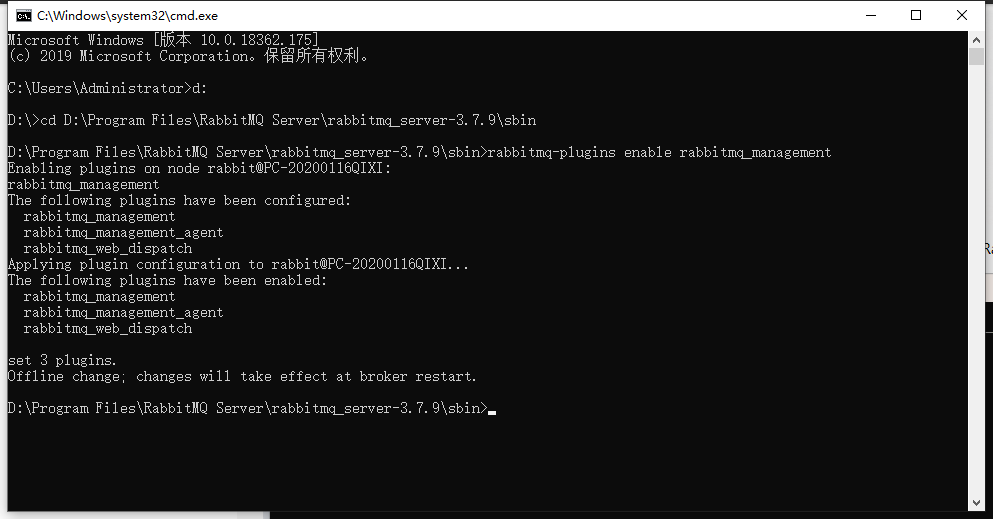 C:\Windows\system32\cmd.exe
Microsoft Windows [版本 10.0.18362.175]
(c) 2019 Microsoft Corporation。保留所有权利。
C:\Users\Administrator>d:
D:\>cd D:\Program Files\RabbitMQ Server\rabbitmq_server-3.7.9\sbin
D:\Program Files\RabbitMQ Server\rabbitmq_server-3.7.9\sbin>rabbitmq-plugins enable rabbitmq_management
Enabling plugins on node rabbit@PC-20200116QIXI:
rabbitmq_management
The following plugins have been configured:
  rabbitmq_management
  rabbitmq_management_agent
  rabbitmq_web_dispatch
Applying plugin configuration to rabbit@PC-20200116QIXI...
The following plugins have been enabled:
  rabbitmq_management
  rabbitmq_management_agent
  rabbitmq_web_dispatch
set 3 plugins.
Offline change; changes will take effect at broker restart.
D:\Program Files\RabbitMQ Server\rabbitmq_server-3.7.9\sbin>